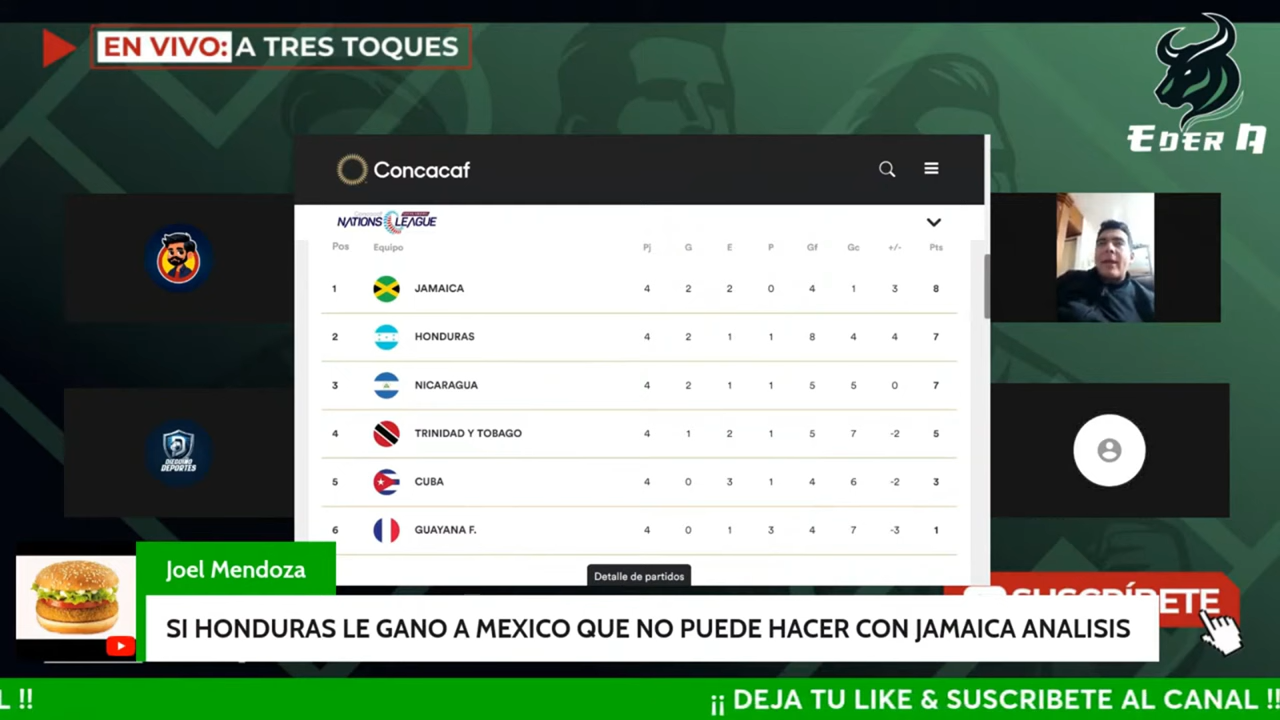 EN VIVO: A TRES TOQUES
EDER A
Concacaf
Concacaf
NATIONS LEAGUE
Pos Equipo Pj G E P Gf Gc +/- Pts
1 JAMAICA 4 2 2 0 4 1 3 8
2 HONDURAS 4 2 1 1 8 4 4 7
3 NICARAGUA 4 2 1 1 5 5 0 7
4 TRINIDAD Y TOBAGO 4 1 2 1 5 7 -2 5
5 CUBA 4 0 3 1 4 6 -2 3
6 GUAYANA F. 4 0 1 3 4 7 -3 1
DIEGUINO
DEPORTES
Detalle de partidos
Joel Mendoza
SUSCRÍBETE
SI HONDURAS LE GANO A MEXICO QUE NO PUEDE HACER CON JAMAICA ANALISIS
L !! ¡¡ DEJA TU LIKE & SUSCRIBETE AL CANAL !!